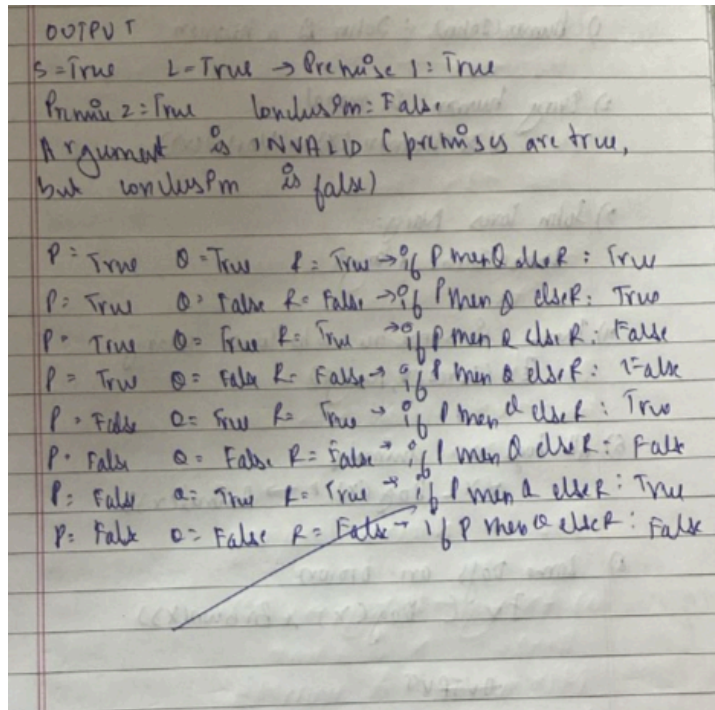 OUTPUT
S = True L = True → Premise 1: True
Premise 2: True Conclusion: False
Argument is INVALID (premises are true,
but conclusion is false)
P = True Q = True R = True → if P then Q else R : True
P = True Q = False R = False → if P then Q else R : True
P = True Q = True R = True → if P then Q else R : False
P = True Q = False R = False → if P then Q else R : False
P = False Q = True R = True → if P then Q else R : True
P = False Q = False R = False → if P then Q else R : False
P = False Q = True R = True → if P then Q else R : True
P = False Q = False R = False → if P then Q else R : False